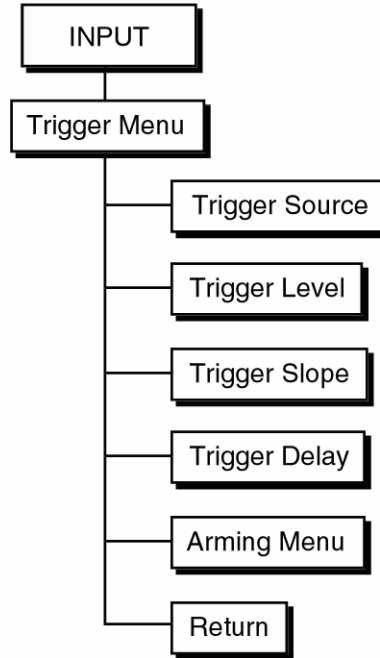 INPUT
Trigger Menu
Trigger Source
Trigger Level
Trigger Slope
Trigger Delay
Arming Menu
Return